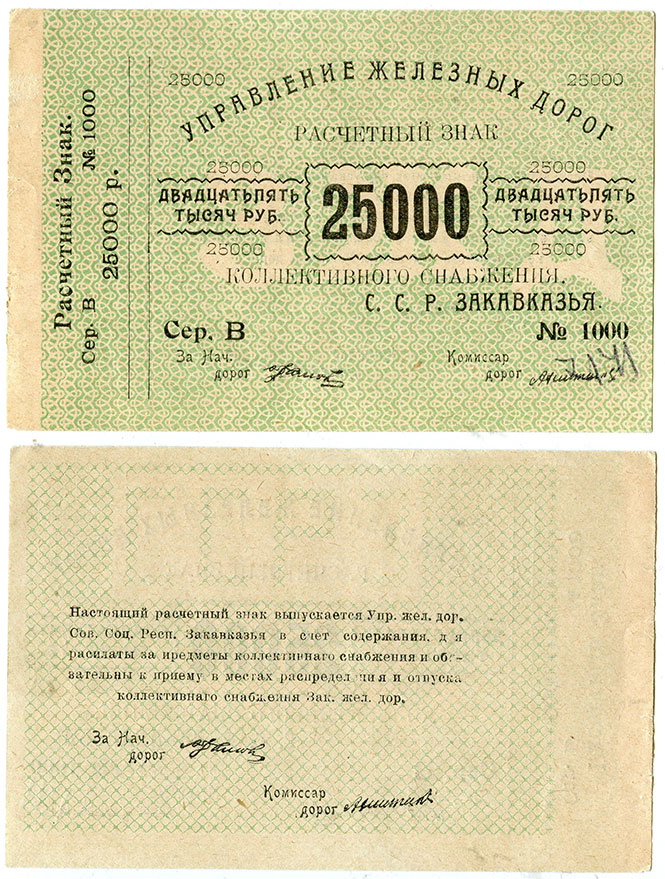 Расчетный Знак.
Сер. В 25000 р. № 1000
25000 25000
УПРАВЛЕНИЕ ЖЕЛЕЗНЫХ ДОРОГ
РАСЧЕТНЫЙ ЗНАК
25000 25000
ДВАДЦАТЬПЯТЬ ТЫСЯЧ РУБ. 25000 ДВАДЦАТЬПЯТЬ ТЫСЯЧ РУБ.
25000 25000
КОЛЛЕКТИВНОГО СНАБЖЕНИЯ.
С. С. Р. ЗАКАВКАЗЬЯ.
Сер. В № 1000
За Нач. Комиссар
дорог дорог
Настоящий расчетный знак выпускается Упр. жел. дор.
Сов. Соц. Респ. Закавказья в счет содержания, д я
расплаты за предметы коллективнаго снабжения и обя-
зательны к приему в местах распредел ния и отпуска
коллективнаго снабжения Зак. жел. дор.
За Нач.
дорог
Комиссар
дорог